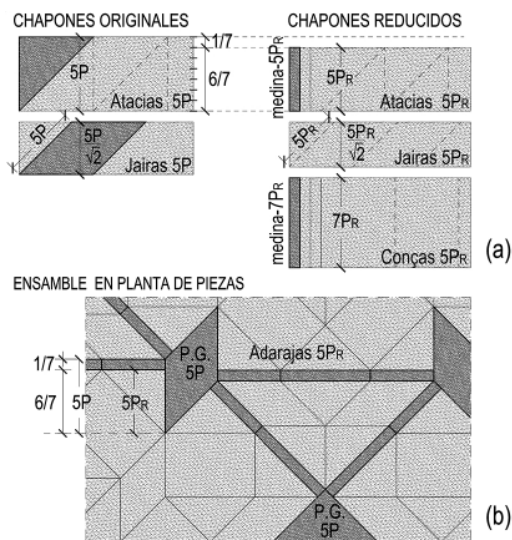 CHAPONES ORIGINALES
CHAPONES REDUCIDOS
1/7
6/7
5P
Atacias 5P
5P
5P
√2
Jairas 5P
medina-5PR
5PR
Atacias 5PR
5PR
5PR
√2
Jairas 5PR
medina-7PR
7PR
Conças 5PR
(a)
ENSAMBLE EN PLANTA DE PIEZAS
1/7
6/7
5P
5PR
P.G.
5P
Adarajas 5PR
P.G.
5P
(b)